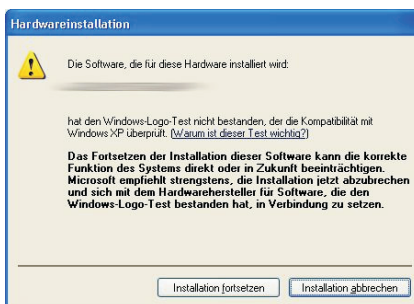 Hardwareinstallation
Die Software, die für diese Hardware installiert wird:
hat den Windows-Logo-Test nicht bestanden, der die Kompatibilität mit
Windows XP überprüft. (Warum ist dieser Test wichtig?)
Das Fortsetzen der Installation dieser Software kann die korrekte
Funktion des Systems direkt oder in Zukunft beeinträchtigen.
Microsoft empfiehlt strengstens, die Installation jetzt abzubrechen
und sich mit dem Hardwarehersteller für Software, die den
Windows-Logo-Test bestanden hat, in Verbindung zu setzen.
Installation fortsetzen
Installation abbrechen